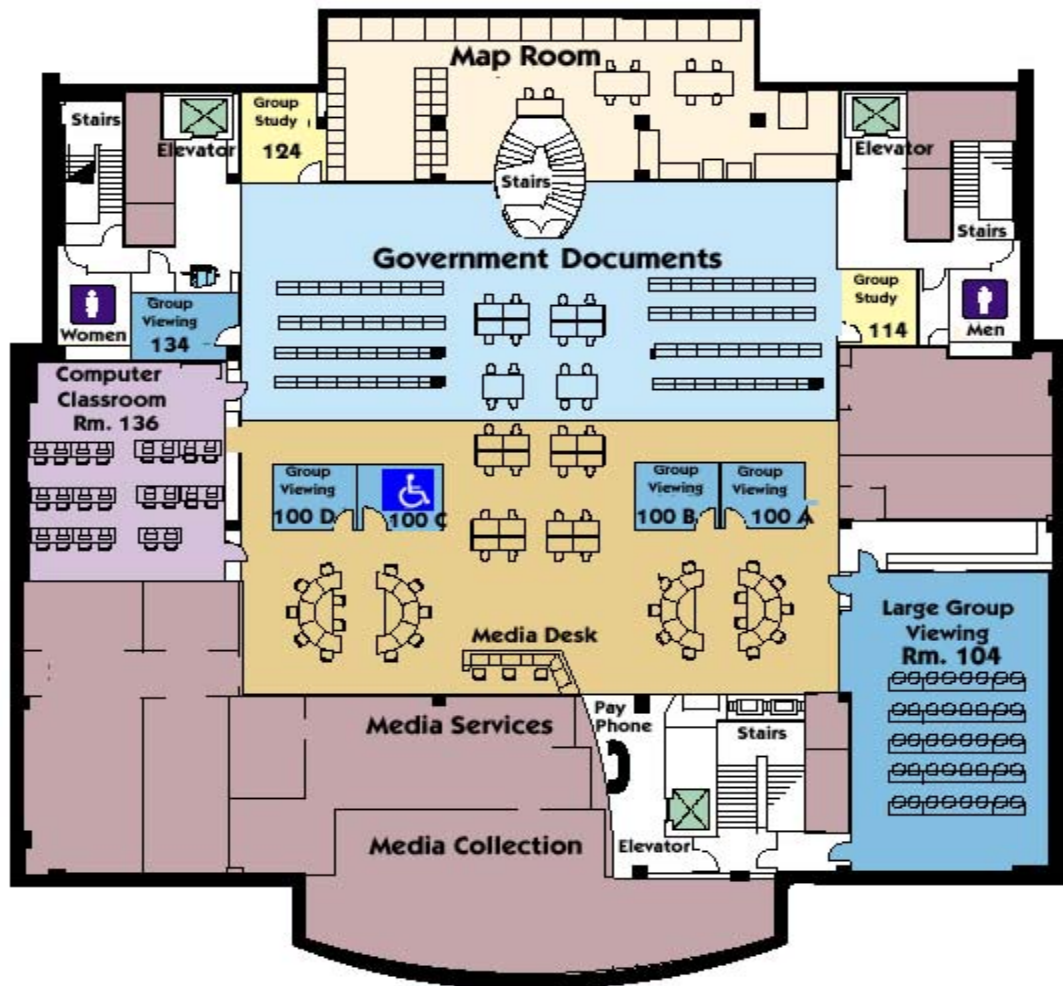 Map Room
Group
Study
124
Stairs
Elevator
Elevator
Stairs
Stairs
Government Documents
Women
Group
Viewing
134
Group
Study
114
Men
Computer
Classroom
Rm. 136
Group
Viewing
100 D
100 C
Group
Viewing
100 B
Group
Viewing
100 A
Large Group
Viewing
Rm. 104
Media Desk
Media Services
Pay
Phone
Stairs
Media Collection
Elevator